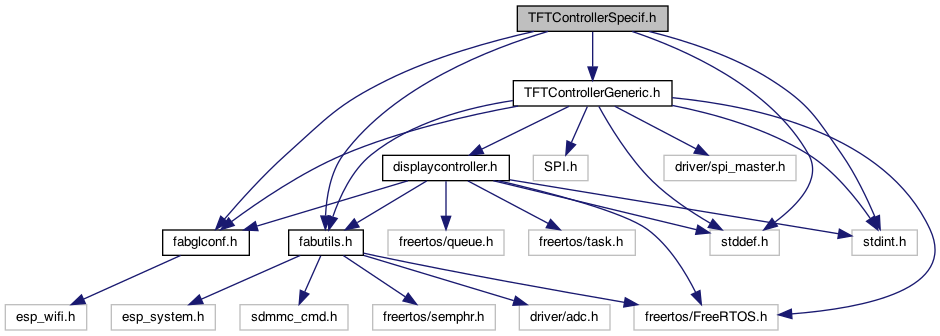 TFTControllerSpecif.h
TFTControllerGeneric.h
displaycontroller.h
SPI.h
driver/spi_master.h
fabglconf.h
fabutils.h
freertos/queue.h
freertos/task.h
stddef.h
stdint.h
esp_wifi.h
esp_system.h
sdmmc_cmd.h
freertos/semphr.h
driver/adc.h
freertos/FreeRTOS.h